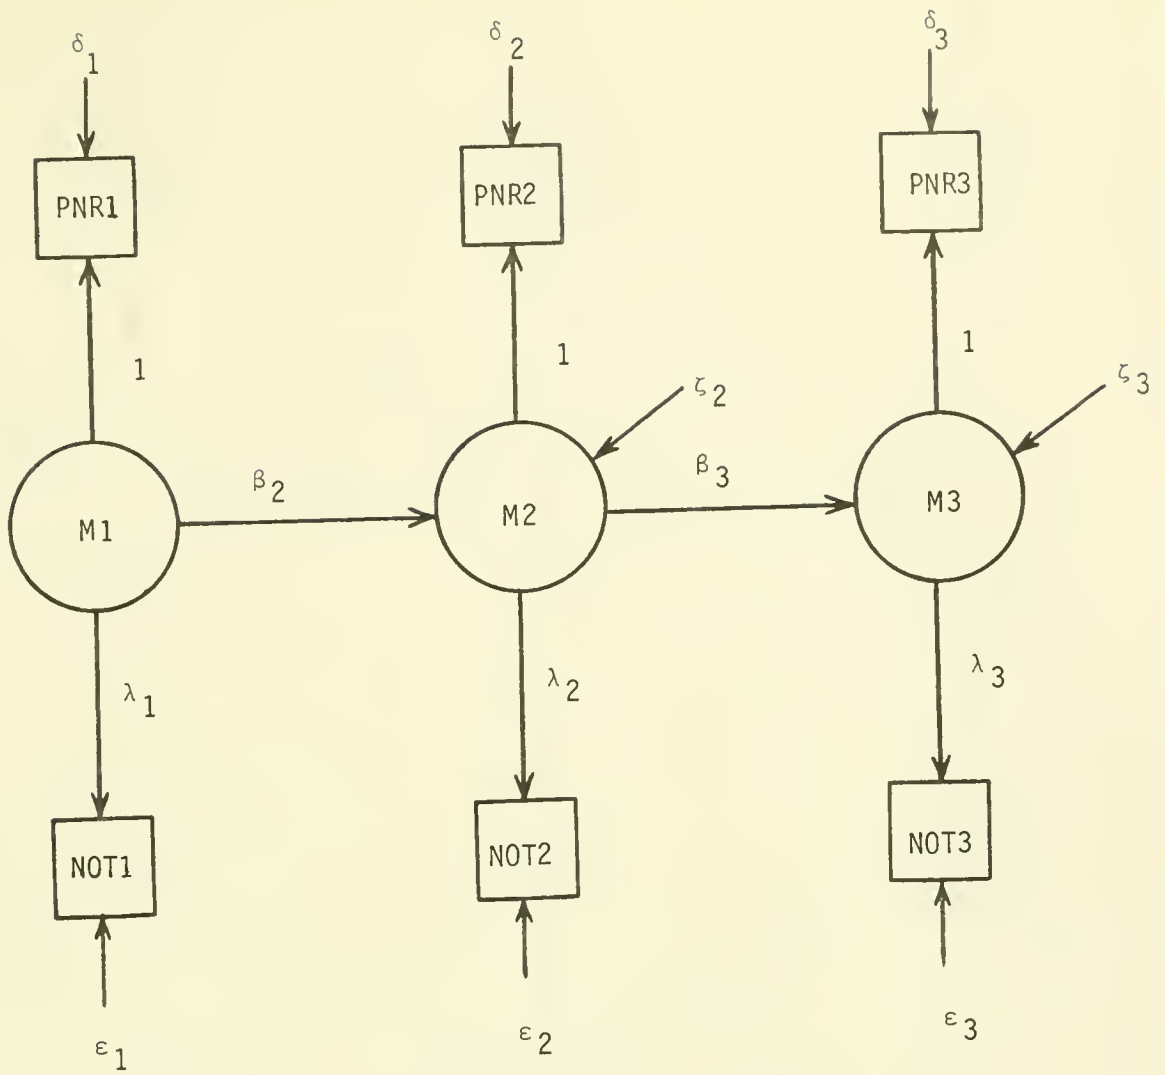 δ1 δ2 δ3
PNR1 PNR2 PNR3
1 1 1
ζ2 ζ3
β2 β3
M1 M2 M3
λ1 λ2 λ3
NOT1 NOT2 NOT3
ε1 ε2 ε3